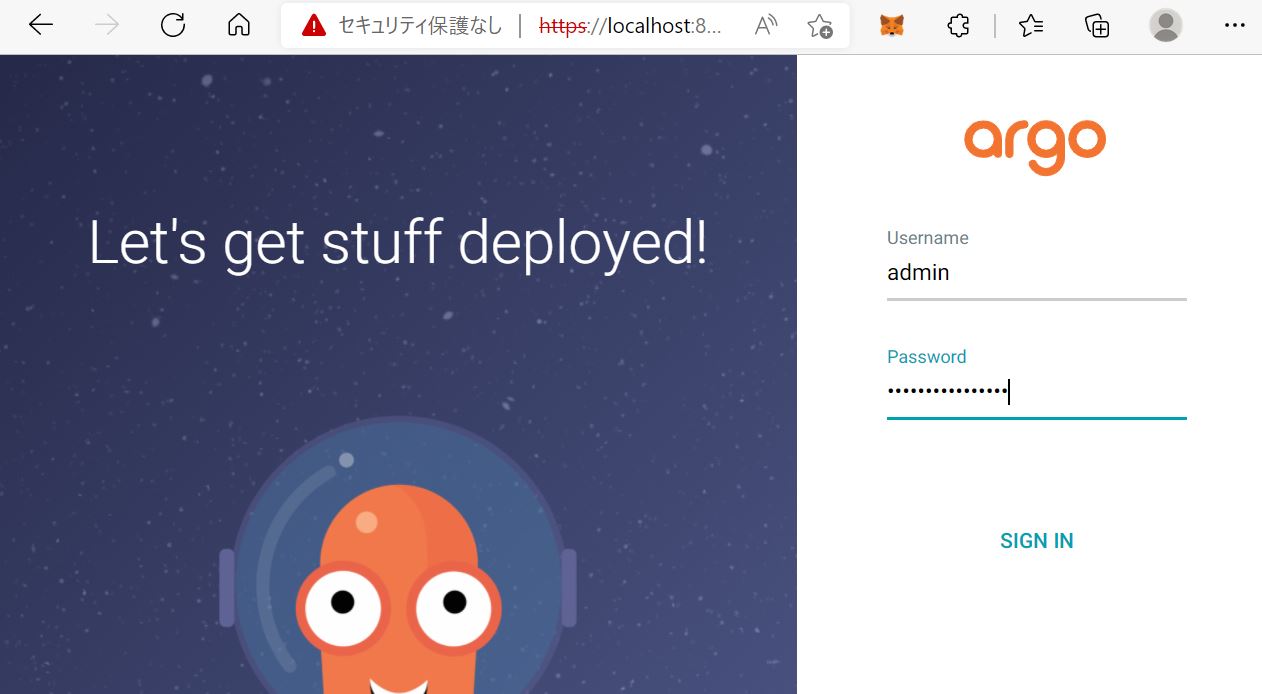 セキュリティ保護なし
https://localhost:8...
Let's get stuff deployed!
argo
Username
admin
Password
••••••••••••••••
SIGN IN